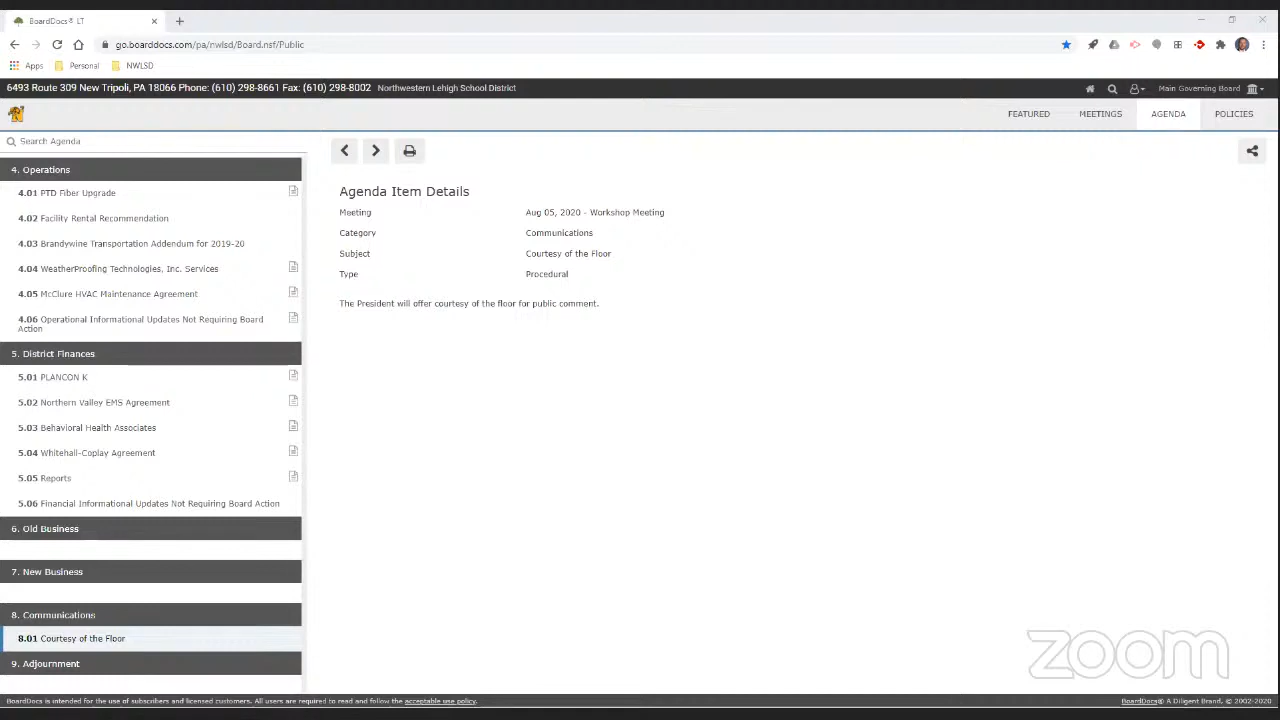 BoardDocs® LT
go.boarddocs.com/pa/nwlsd/Board.nsf/Public
Apps Personal NWLSD
6493 Route 309 New Tripoli, PA 18066 Phone: (610) 298-8661 Fax: (610) 298-8002 Northwestern Lehigh School District
Main Governing Board
FEATURED MEETINGS AGENDA POLICIES
Search Agenda
4. Operations
4.01 PTD Fiber Upgrade
4.02 Facility Rental Recommendation
4.03 Brandywine Transportation Addendum for 2019-20
4.04 WeatherProofing Technologies, Inc. Services
4.05 McClure HVAC Maintenance Agreement
4.06 Operational Informational Updates Not Requiring Board
Action
5. District Finances
5.01 PLANCON K
5.02 Northern Valley EMS Agreement
5.03 Behavioral Health Associates
5.04 Whitehall-Coplay Agreement
5.05 Reports
5.06 Financial Informational Updates Not Requiring Board Action
6. Old Business
7. New Business
8. Communications
8.01 Courtesy of the Floor
9. Adjournment
Agenda Item Details
Meeting Aug 05, 2020 - Workshop Meeting
Category Communications
Subject Courtesy of the Floor
Type Procedural
The President will offer courtesy of the floor for public comment.
zoom
BoardDocs is intended for the use of subscribers and licensed customers. All users are required to read and follow the acceptable use policy.
BoardDocs® A Diligent Brand, © 2002-2020